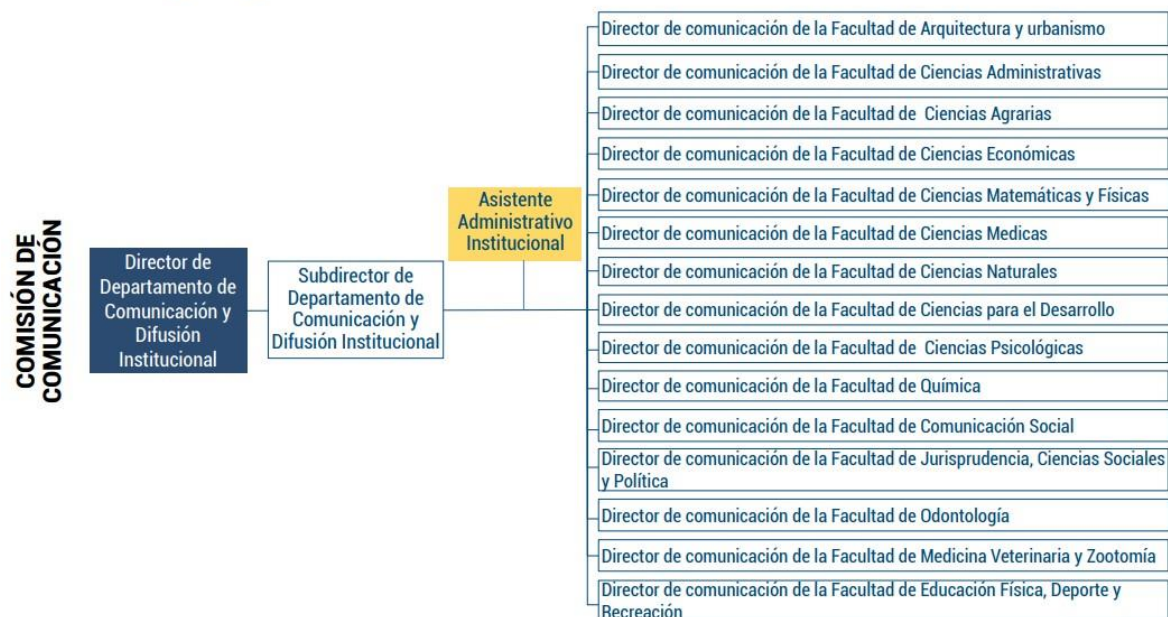 COMISIÓN DE
COMUNICACIÓN
Director de
Departamento de
Comunicación y
Difusión
Institucional
Subdirector de
Departamento de
Comunicación y
Difusión Institucional
Asistente
Administrativo
Institucional
Director de comunicación de la Facultad de Arquitectura y urbanismo
Director de comunicación de la Facultad de Ciencias Administrativas
Director de comunicación de la Facultad de Ciencias Agrarias
Director de comunicación de la Facultad de Ciencias Económicas
Director de comunicación de la Facultad de Ciencias Matemáticas y Físicas
Director de comunicación de la Facultad de Ciencias Medicas
Director de comunicación de la Facultad de Ciencias Naturales
Director de comunicación de la Facultad de Ciencias para el Desarrollo
Director de comunicación de la Facultad de Ciencias Psicológicas
Director de comunicación de la Facultad de Química
Director de comunicación de la Facultad de Comunicación Social
Director de comunicación de la Facultad de Jurisprudencia, Ciencias Sociales
y Política
Director de comunicación de la Facultad de Odontología
Director de comunicación de la Facultad de Medicina Veterinaria y Zootomía
Director de comunicación de la Facultad de Educación Física, Deporte y
Recreación